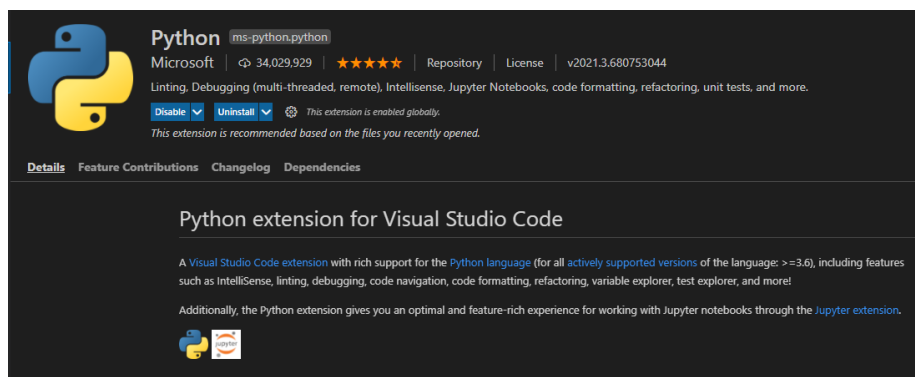 Python ms-python.python
Microsoft 34,029,929 Repository License v2021.3.680753044
Linting, Debugging (multi-threaded, remote), Intellisense, Jupyter Notebooks, code formatting, refactoring, unit tests, and more.
Disable Uninstall This extension is enabled globally.
This extension is recommended based on the files you recently opened.
Details Feature Contributions Changelog Dependencies
Python extension for Visual Studio Code
A Visual Studio Code extension with rich support for the Python language (for all actively supported versions of the language: >=3.6), including features
such as IntelliSense, linting, debugging, code navigation, code formatting, refactoring, variable explorer, test explorer, and more!
Additionally, the Python extension gives you an optimal and feature-rich experience for working with Jupyter notebooks through the Jupyter extension.
jupyter